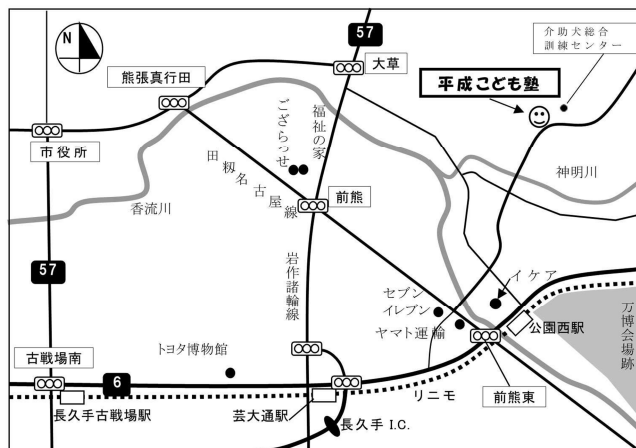 N
57
介助犬総合
訓練センター
大草
平成こども塾
熊張真行田
市役所
ござらっせ
福祉の家
神明川
田籾名古屋線
前熊
香流川
57
岩作諸輪線
イケア
セブン
イレブン
公園西駅
万博会場跡
ヤマト運輸
古戦場南
トヨタ博物館
6
リニモ
前熊東
長久手古戦場駅
芸大通駅
長久手 I.C.